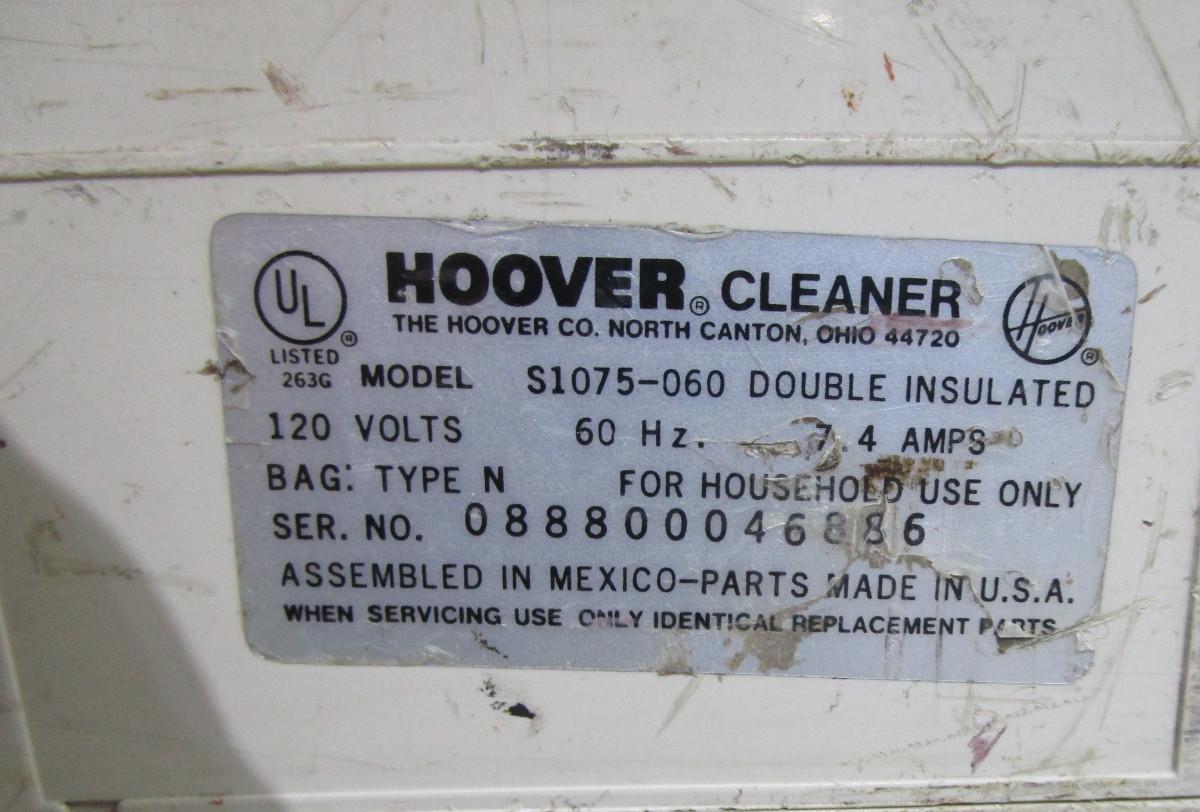 UL®
LISTED
263G
HOOVER® CLEANER
THE HOOVER CO. NORTH CANTON, OHIO 44720
HOOVER®
MODEL S1075-060 DOUBLE INSULATED
120 VOLTS 60 Hz. 7.4 AMPS
BAG: TYPE N FOR HOUSEHOLD USE ONLY
SER. NO. 088800046886
ASSEMBLED IN MEXICO-PARTS MADE IN U.S.A.
WHEN SERVICING USE ONLY IDENTICAL REPLACEMENT PARTS